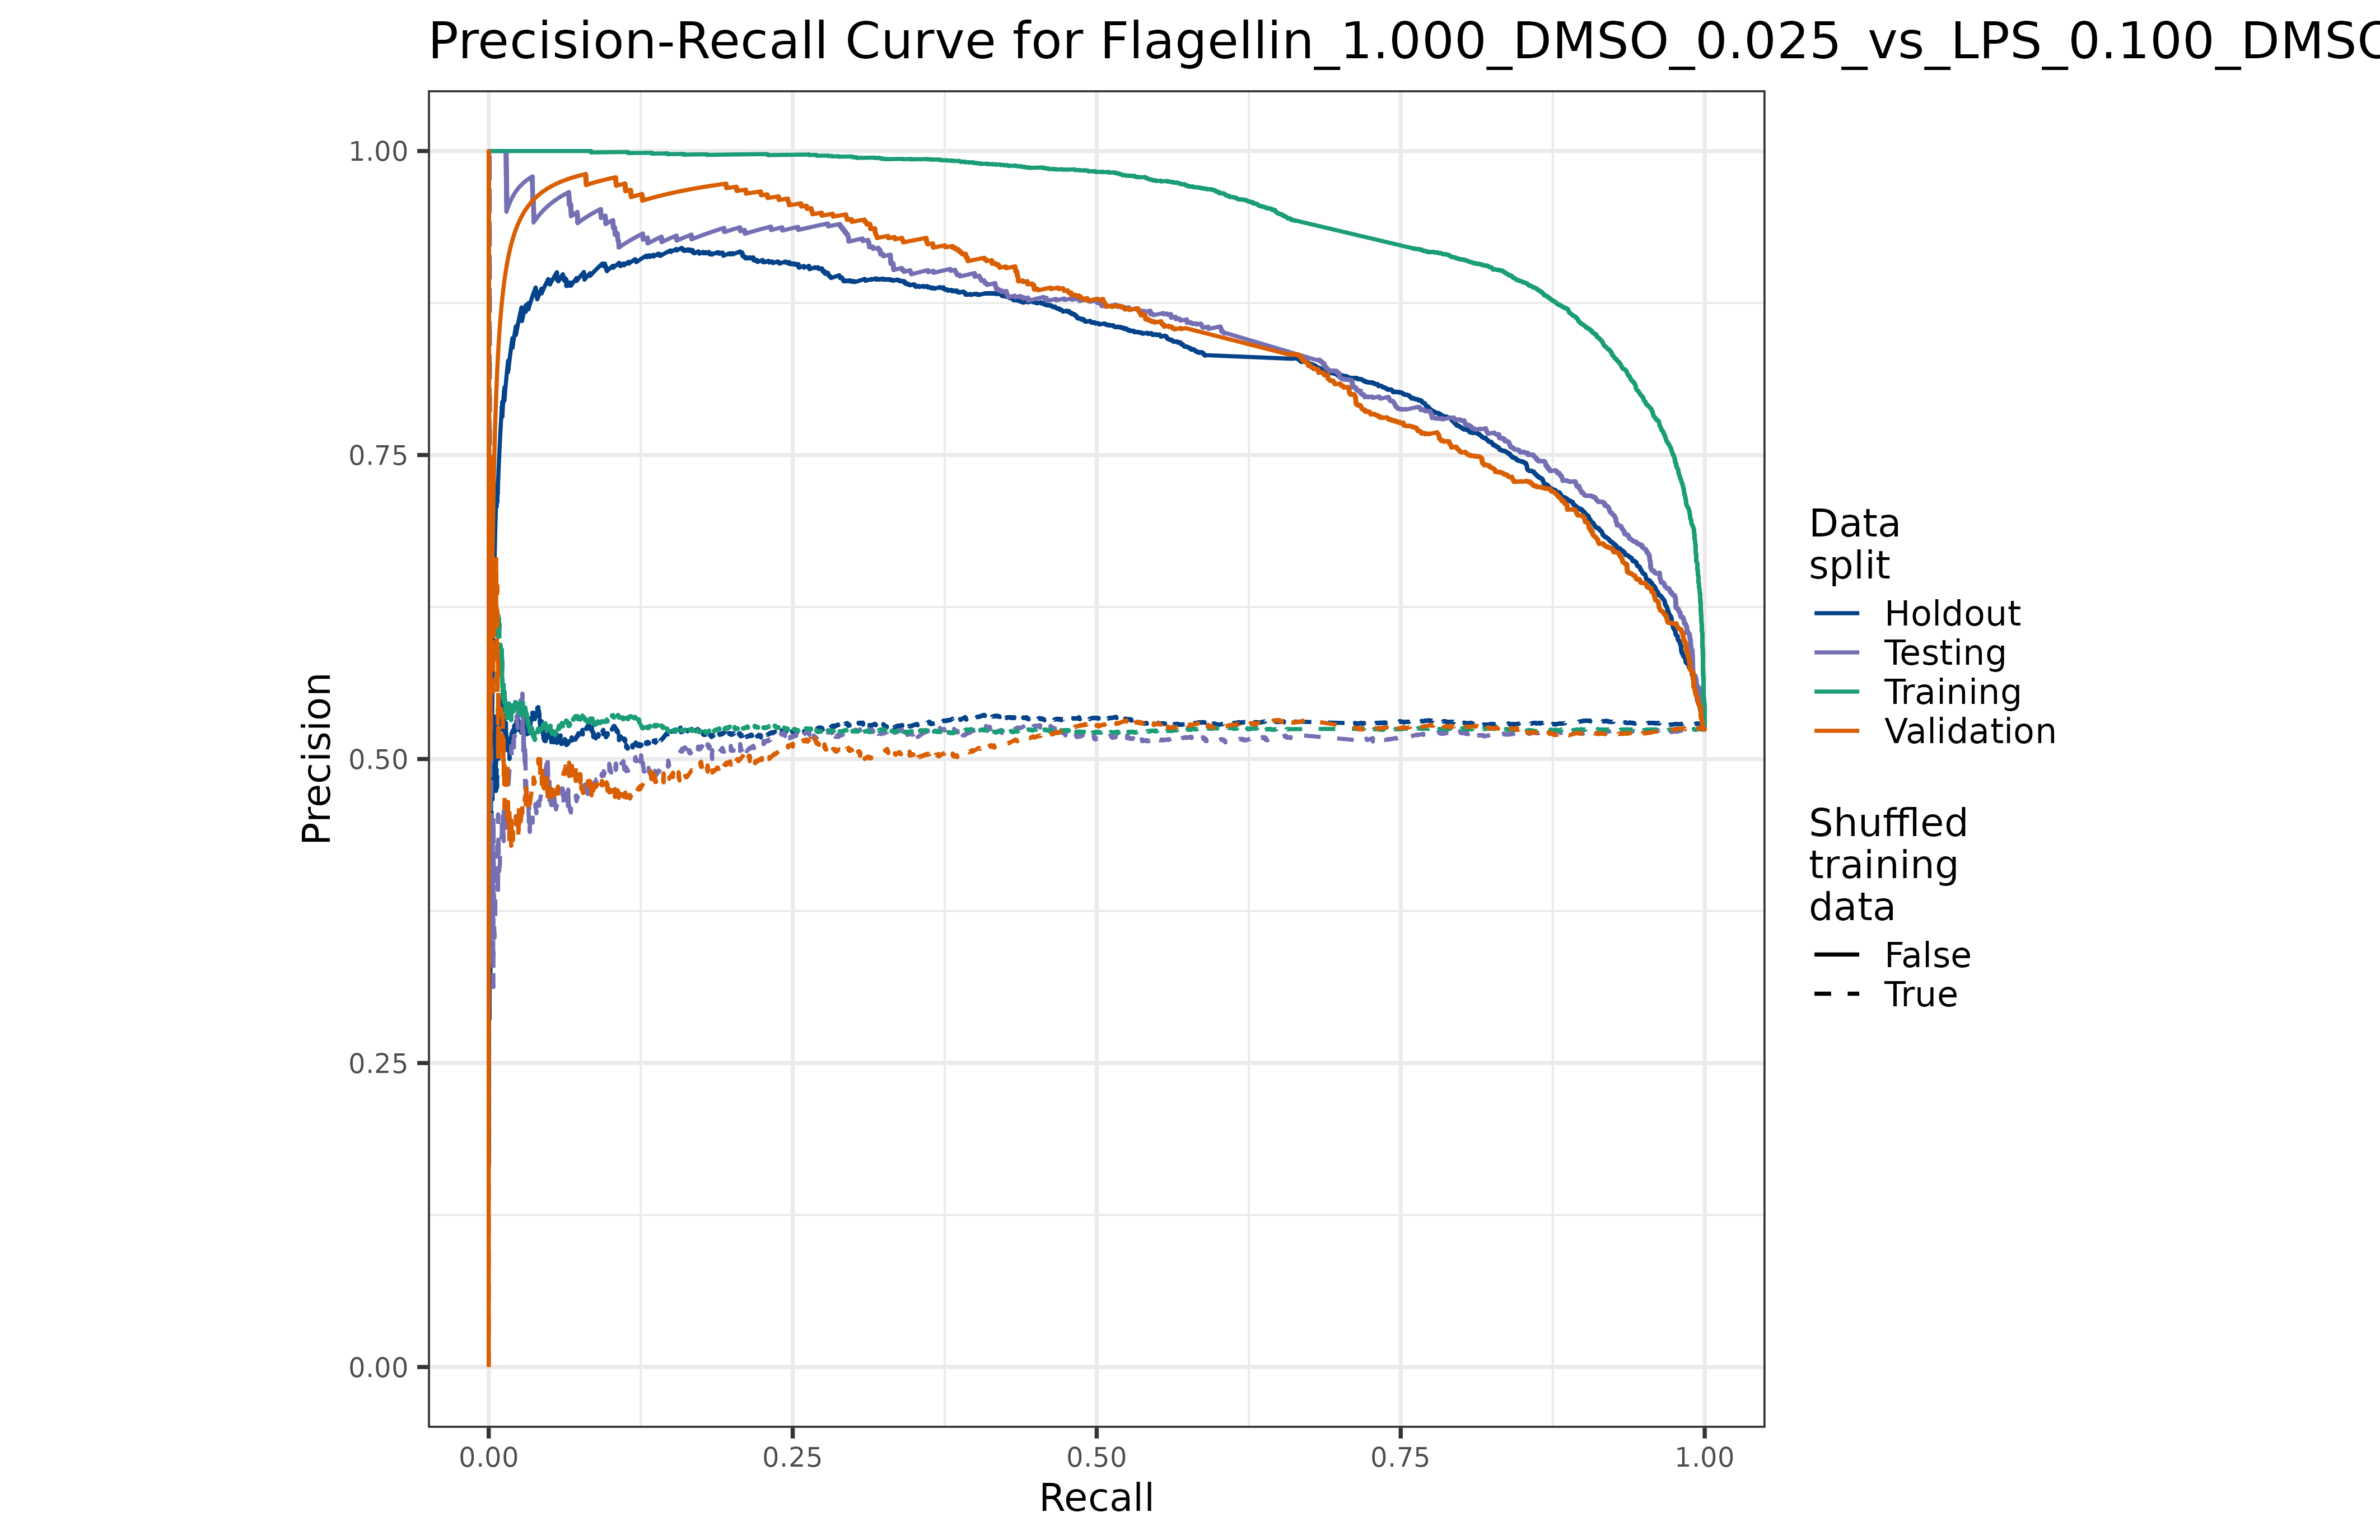 Precision-Recall Curve for Flagellin_1.000_DMSO_0.025_vs_LPS_0.100_DMSO
1.00
0.75
0.50
0.25
0.00
Precision
0.00 0.25 0.50 0.75 1.00
Recall
Data
split
Holdout
Testing
Training
Validation
Shuffled
training
data
False
True